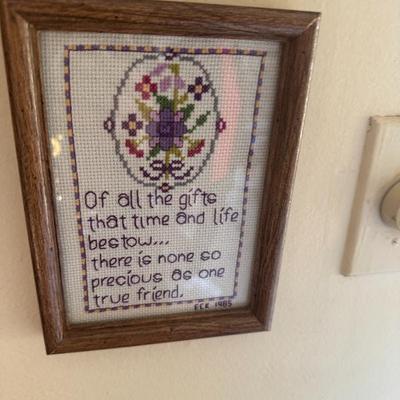 Of all the gifts
that time and life
bestow...
there is none so
precious as one
true friend.
ECK 1985